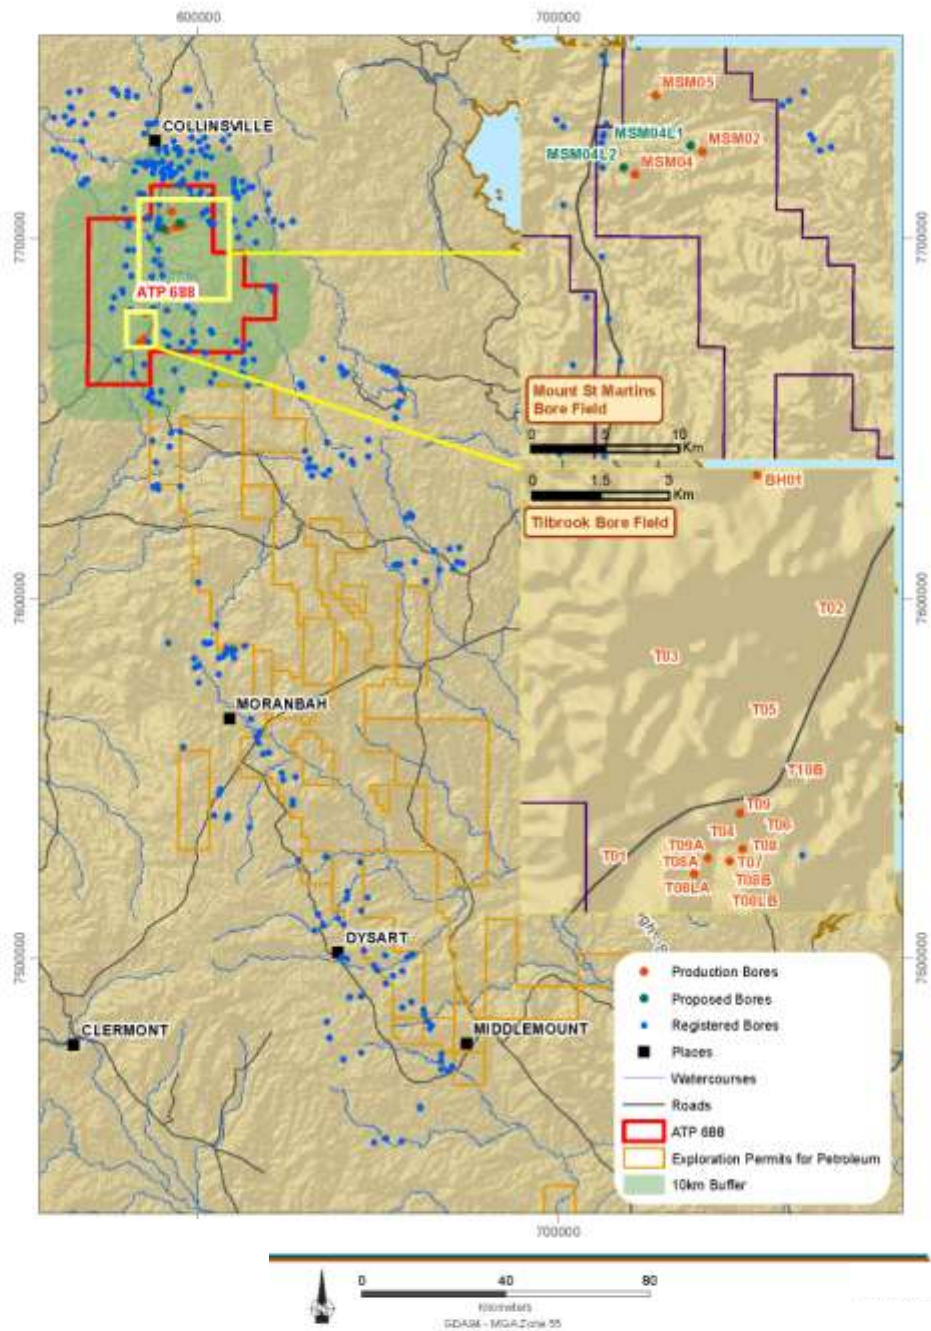 600000
700000
COLLINSVILLE
7700000
7700000
ATP 688
MSM05
MSM04L1
MSM02
MSM04L2
MSM04
Mount St Martins
Bore Field
0 5 10
Km
0 1.5 3
Km
Tilbrook Bore Field
BH01
T02
T03
T05
T10B
T09
T04
T06
T01
T09A
T08
T07
T08LA
T08B
7600000
7600000
MORANBAH
DYSART
7500000
7500000
CLERMONT
MIDDLEMOUNT
Production Bores
Proposed Bores
Registered Bores
Places
Watercourses
Roads
ATP 688
Exploration Permits for Petroleum
10km Buffer
700000
0 40 80
Kilometers
GDA94 - MGA Zone 55